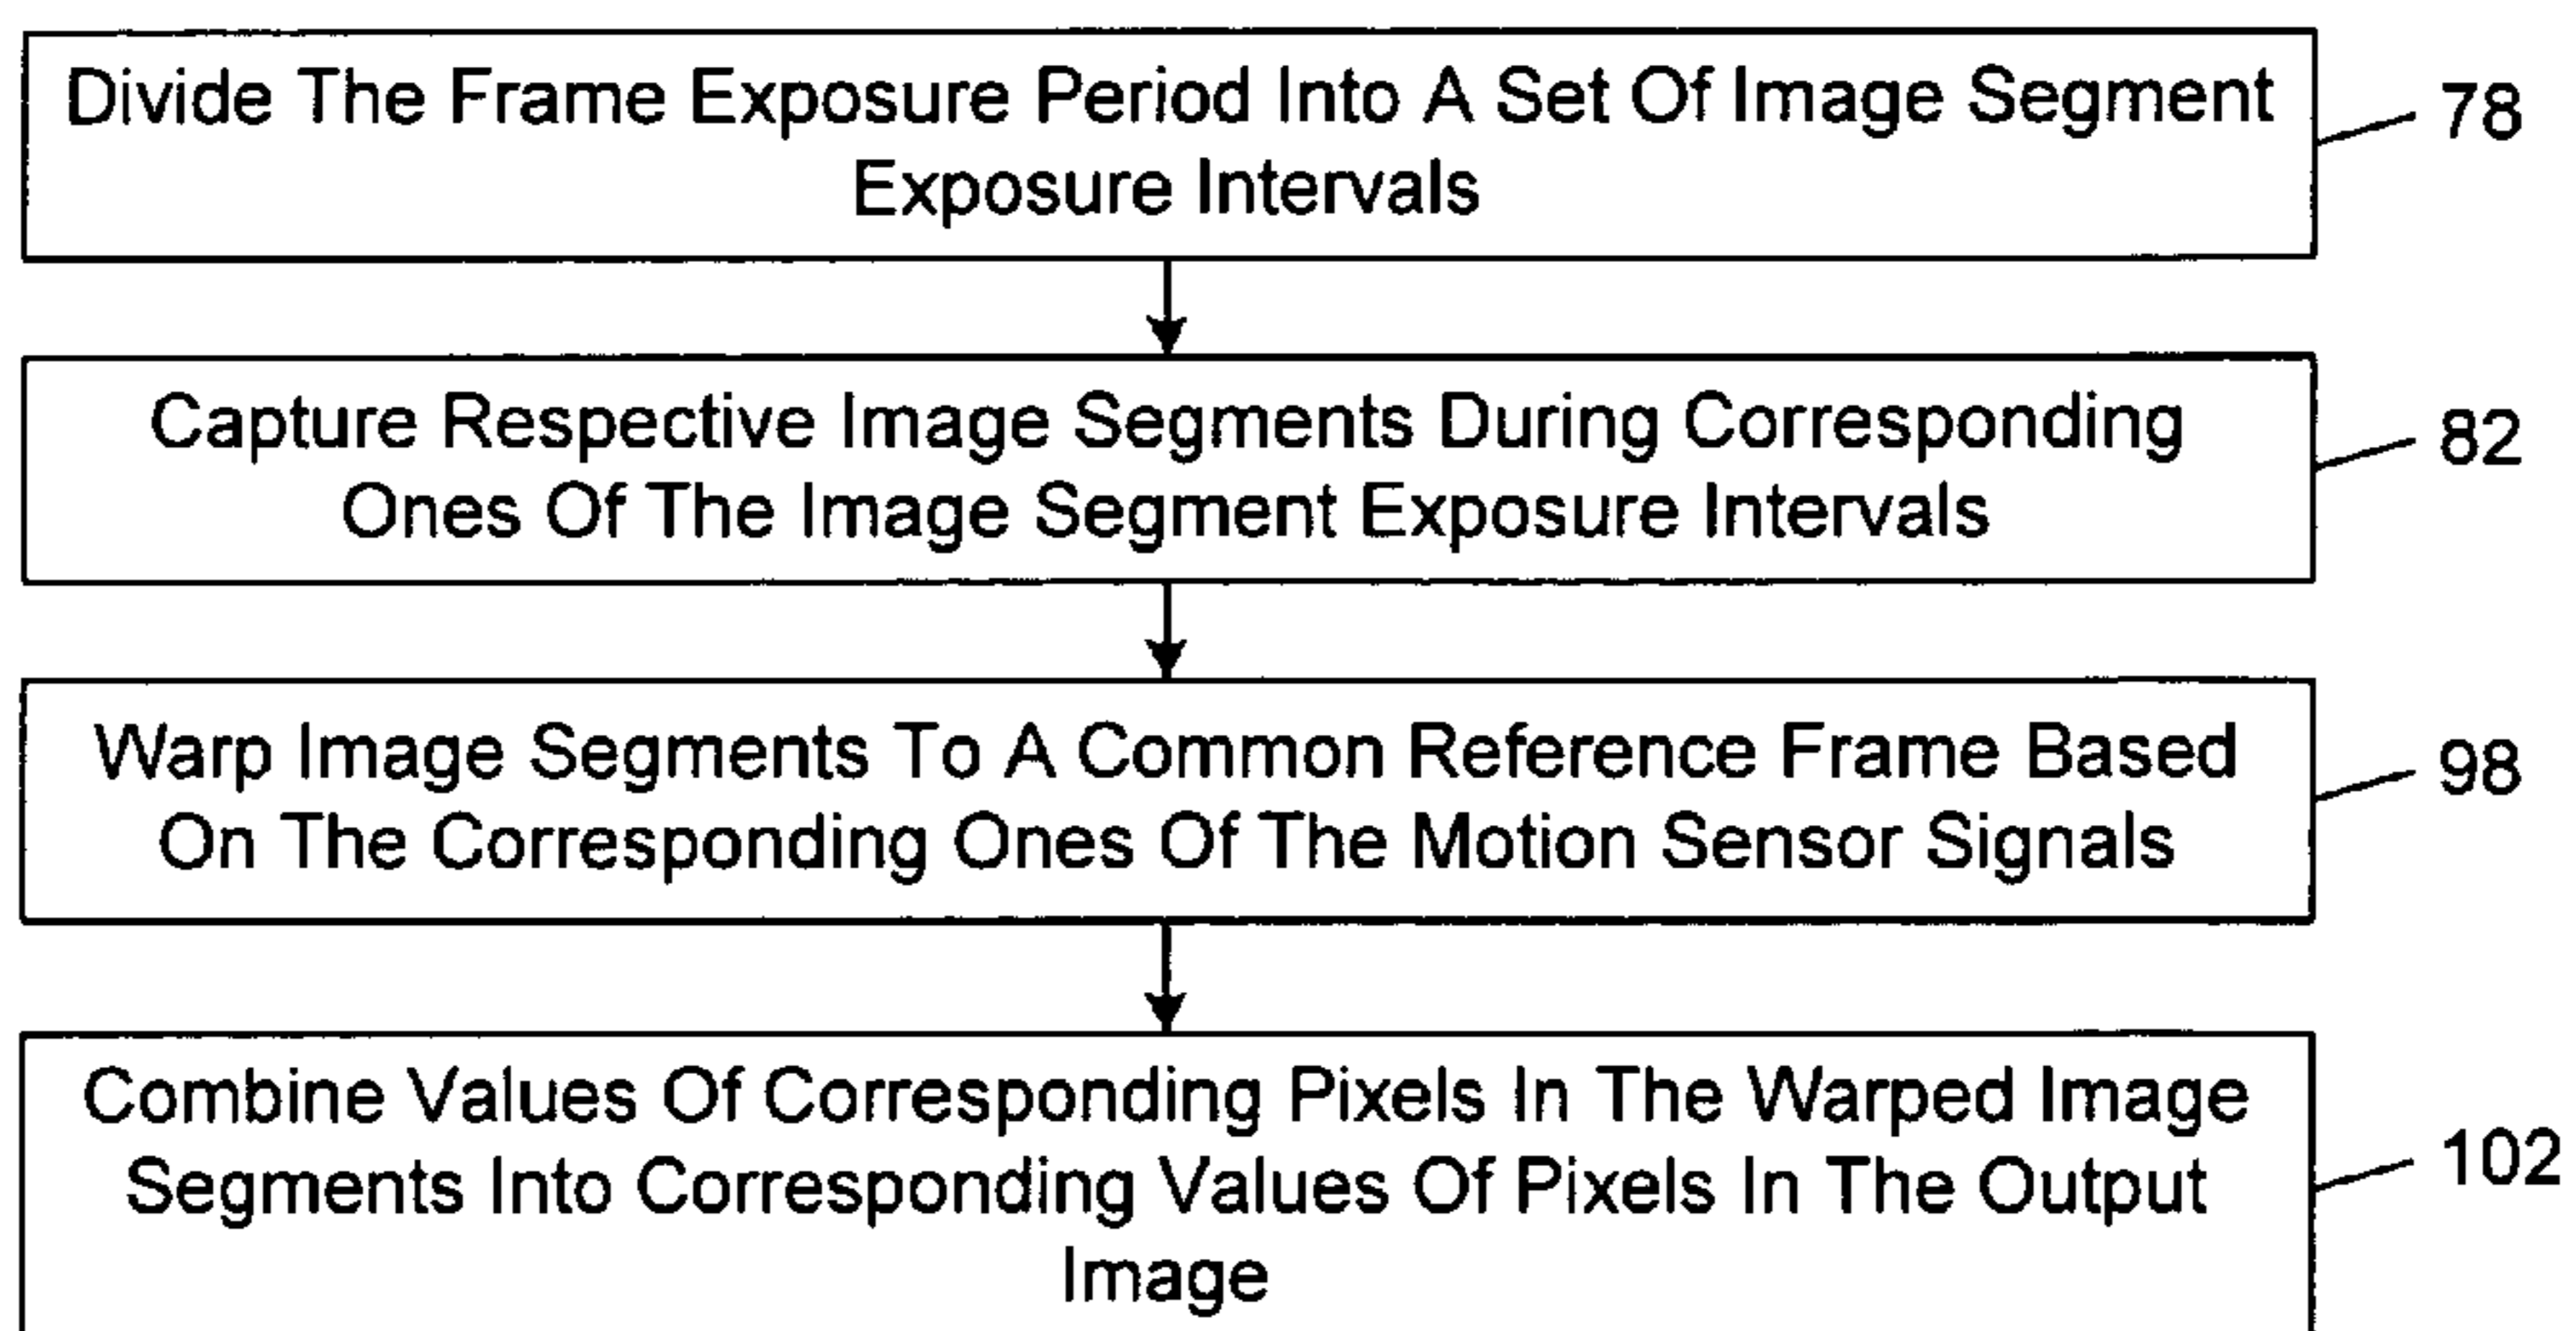 Divide The Frame Exposure Period Into A Set Of Image Segment
Exposure Intervals
78
Capture Respective Image Segments During Corresponding
Ones Of The Image Segment Exposure Intervals
82
Warp Image Segments To A Common Reference Frame Based
On The Corresponding Ones Of The Motion Sensor Signals
98
Combine Values Of Corresponding Pixels In The Warped Image
Segments Into Corresponding Values Of Pixels In The Output
Image
102